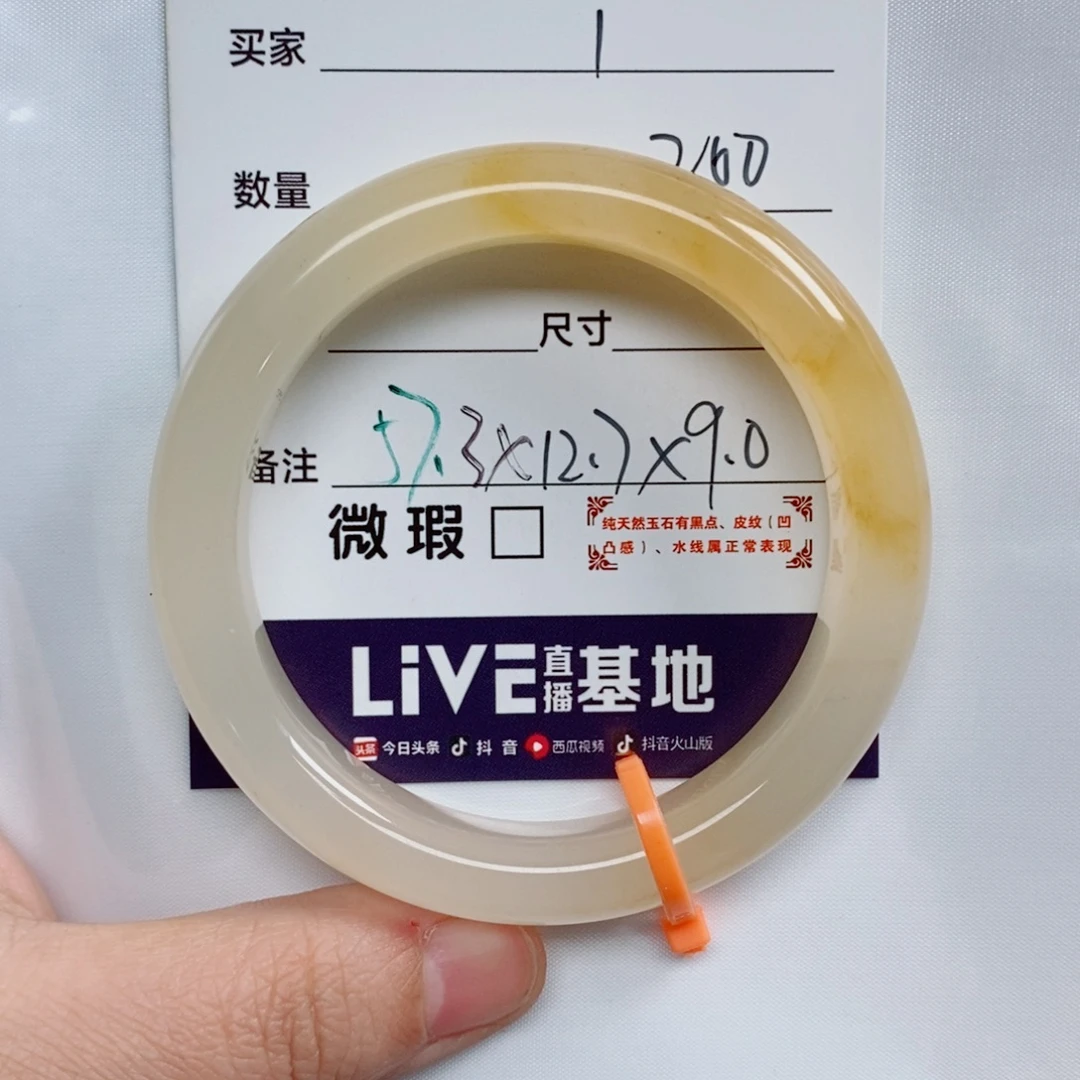 买家 1
数量 160
尺寸
备注 57.3x12.7x9.0
微瑕
纯天然玉石有黑点、皮纹(凹
凸感)、水线属正常表现
LiVE直播基地
头条 今日头条 抖音 西瓜视频 抖音火山版